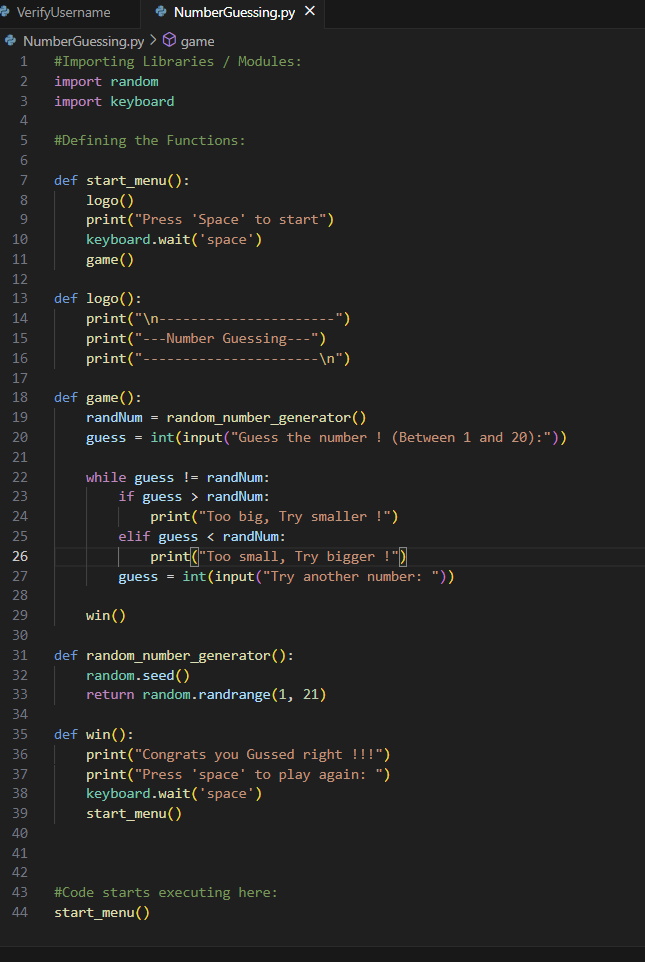 VerifyUsername NumberGuessing.py ×
NumberGuessing.py > game
1 #Importing Libraries / Modules:
2 import random
3 import keyboard
4
5 #Defining the Functions:
6
7 def start_menu():
8     logo()
9     print("Press 'Space' to start")
10     keyboard.wait('space')
11     game()
12
13 def logo():
14     print("\n----------------------")
15     print("---Number Guessing---")
16     print("----------------------\n")
17
18 def game():
19     randNum = random_number_generator()
20     guess = int(input("Guess the number ! (Between 1 and 20):"))
21
22     while guess != randNum:
23         if guess > randNum:
24             print("Too big, Try smaller !")
25         elif guess < randNum:
26             print("Too small, Try bigger !")
27         guess = int(input("Try another number: "))
28
29     win()
30
31 def random_number_generator():
32     random.seed()
33     return random.randrange(1, 21)
34
35 def win():
36     print("Congrats you Gussed right !!!")
37     print("Press 'space' to play again: ")
38     keyboard.wait('space')
39     start_menu()
40
41
42
43 #Code starts executing here:
44 start_menu()